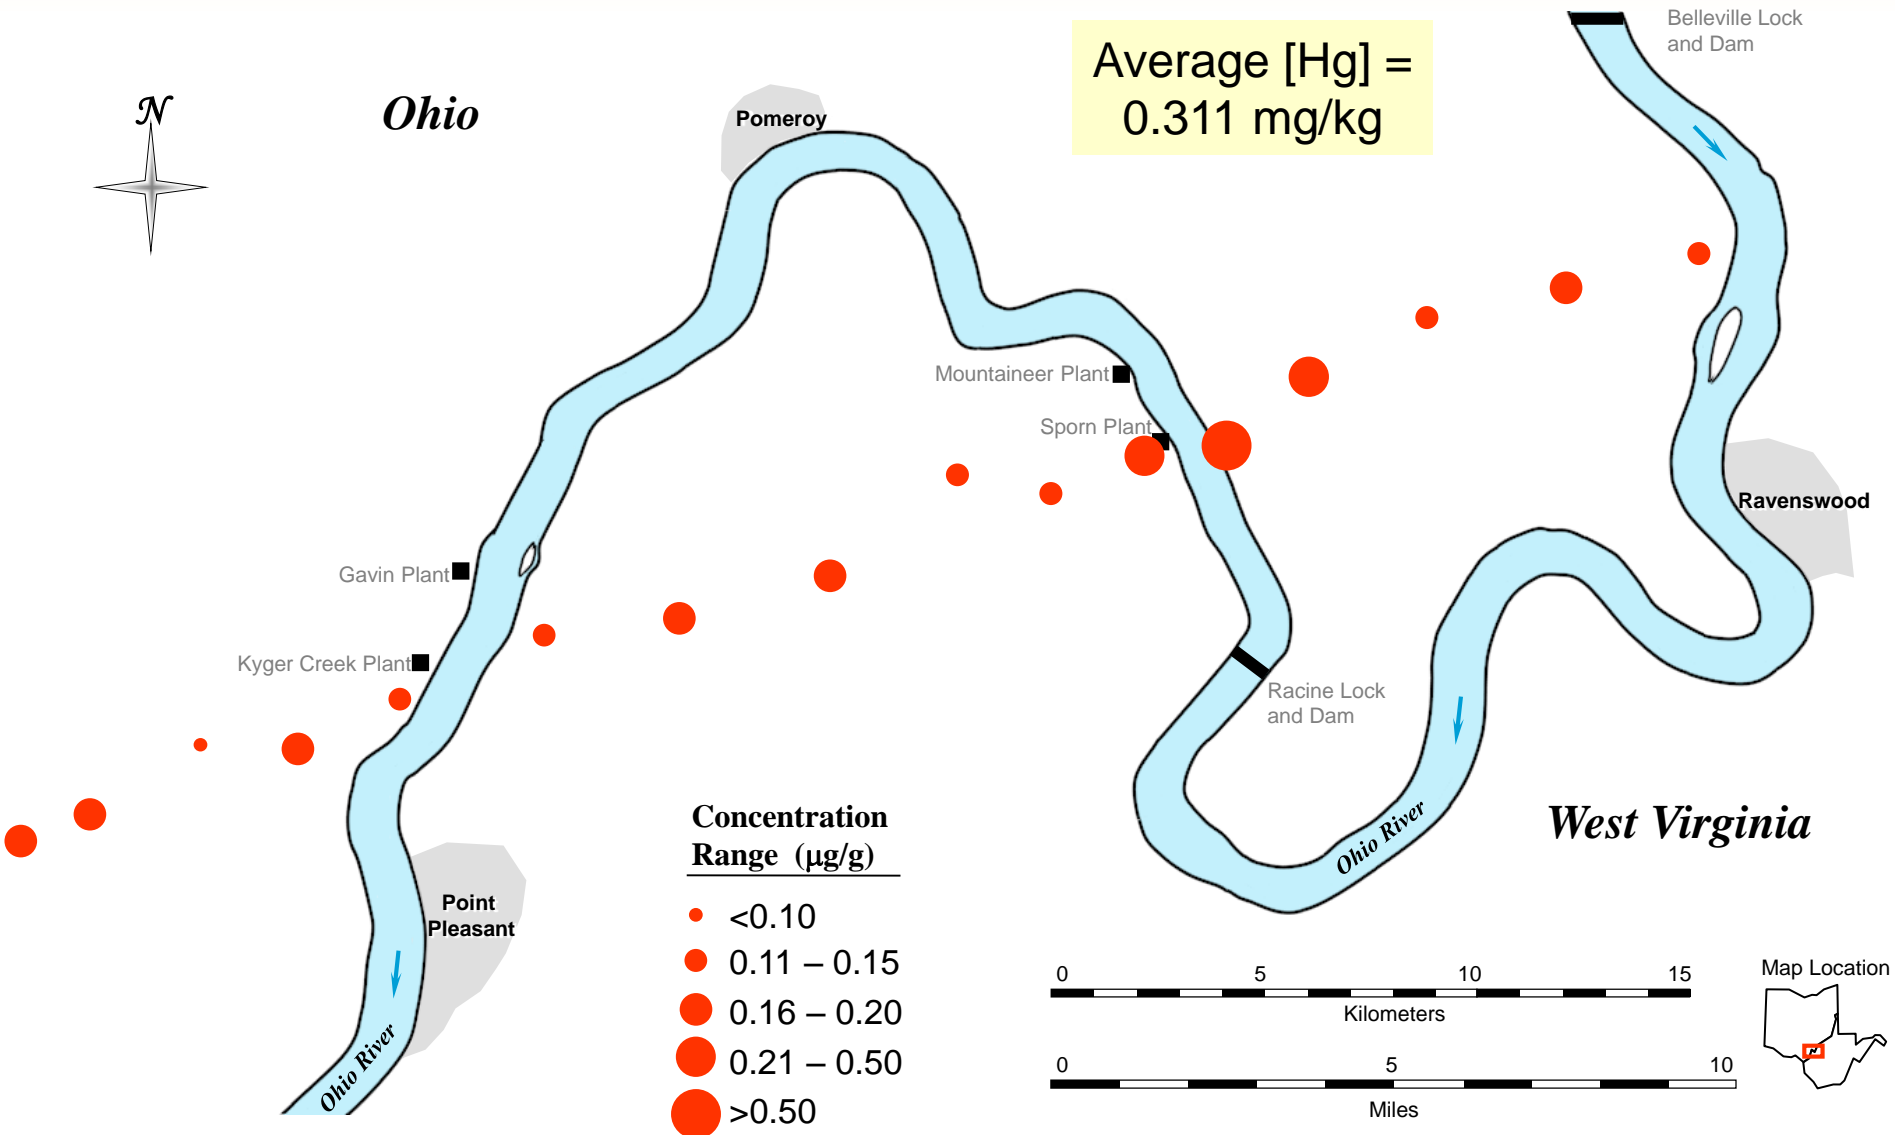 Belleville Lock
and Dam
Average [Hg] =
0.311 mg/kg
N
Ohio
Pomeroy
Mountaineer Plant
Sporn Plant
Ravenswood
Gavin Plant
Kyger Creek Plant
Racine Lock
and Dam
Ohio River
West Virginia
Concentration
Range (µg/g)
<0.10
0.11 – 0.15
0.16 – 0.20
0.21 – 0.50
>0.50
Point
Pleasant
Ohio River
0 5 10 15
Kilometers
0 5 10
Miles
Map Location